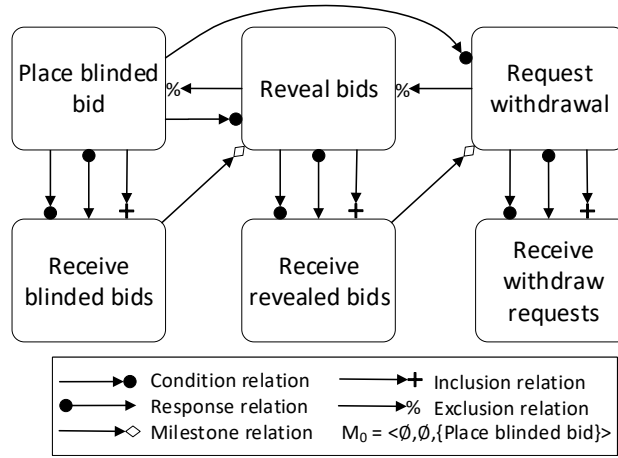 Place blinded
bid
%
Reveal bids
%
Request
withdrawal
Receive
blinded bids
Receive
revealed bids
Receive
withdraw
requests
Condition relation
Inclusion relation
Response relation
% Exclusion relation
Milestone relation
M₀ = <Ø,Ø,{Place blinded bid}>